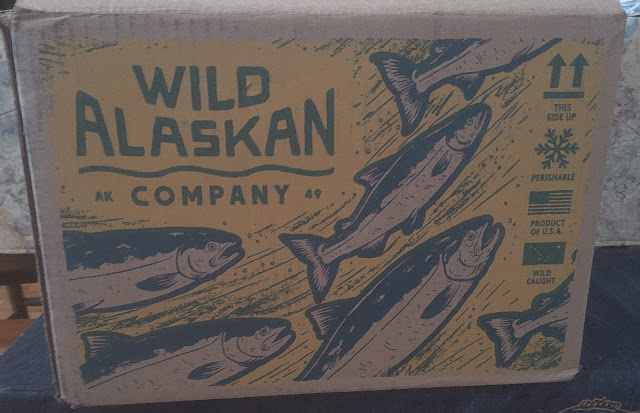 WILD
ALASKAN
AK COMPANY 49
THIS
SIDE UP
PERISHABLE
PRODUCT
OF U.S.A.
WILD
CAUGHT